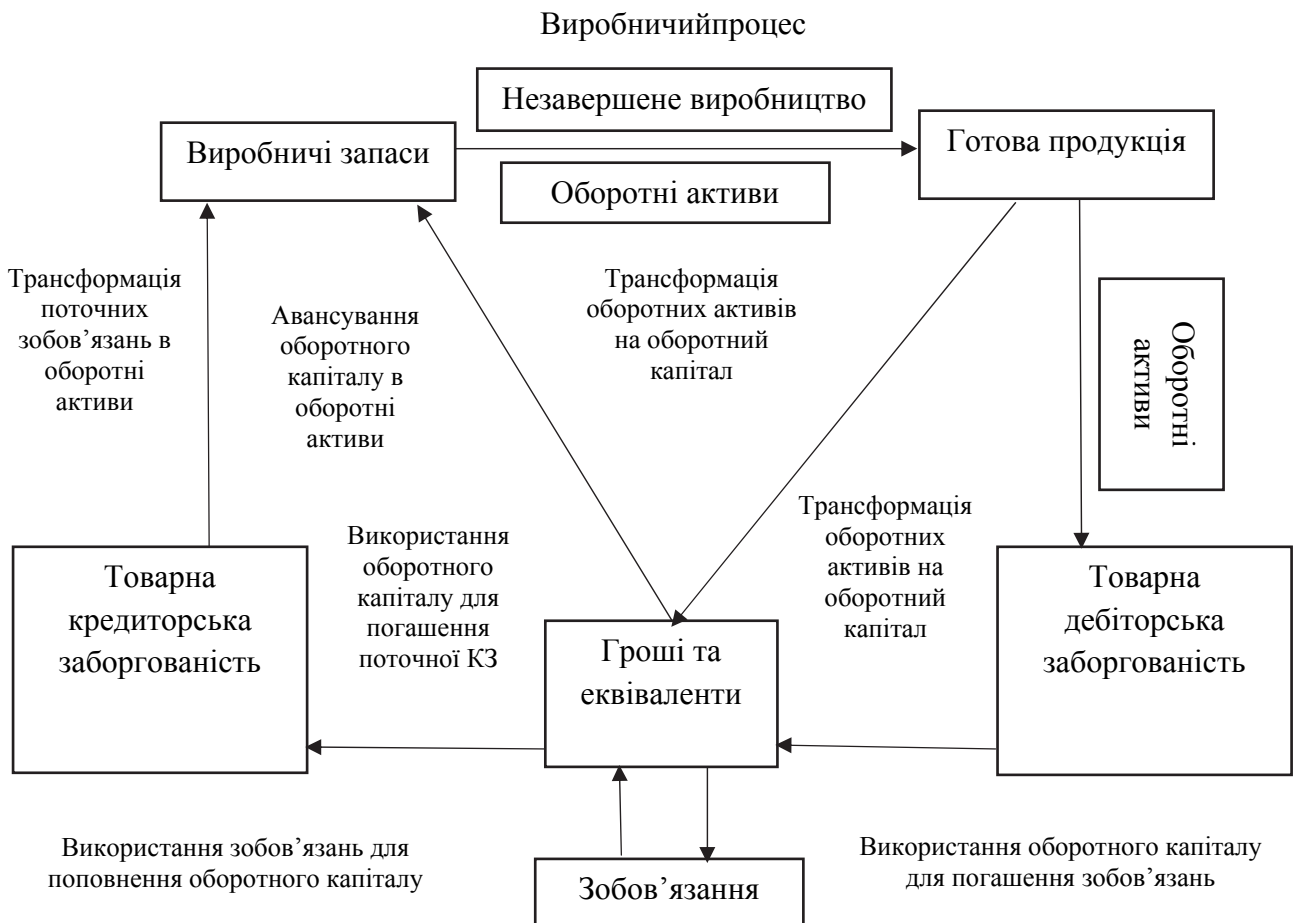 Виробничийпроцес
Незавершене виробництво
Виробничі запаси
Готова продукція
Оборотні активи
Трансформація
поточних
зобов’язань в
оборотні
активи
Авансування
оборотного
капіталу в
оборотні
активи
Трансформація
оборотних активів
на оборотний
капітал
Оборотні
активи
Використання
оборотного
капіталу для
погашення
поточної КЗ
Трансформація
оборотних
активів на
оборотний
капітал
Товарна
кредиторська
заборгованість
Гроші та
еквіваленти
Товарна
дебіторська
заборгованість
Використання зобов’язань для
поповнення оборотного капіталу
Зобов’язання
Використання оборотного капіталу
для погашення зобов’язань